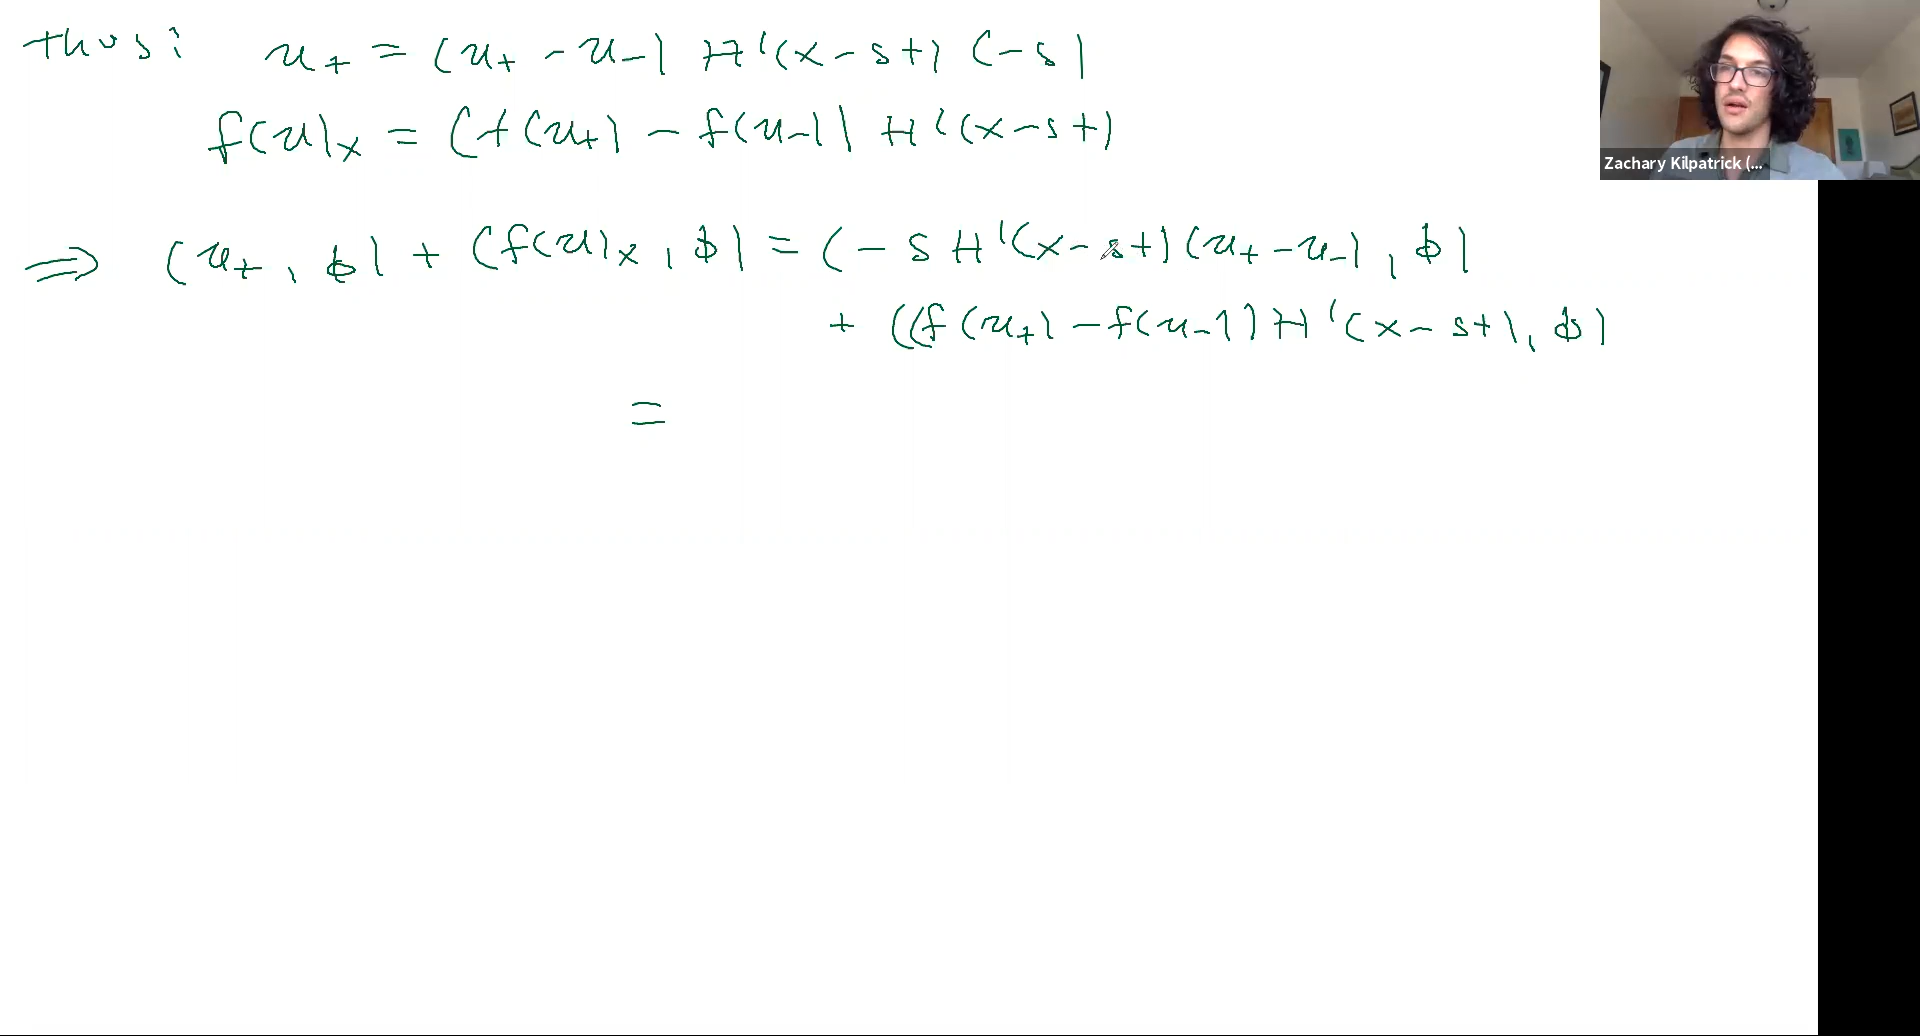 thus: u_t = (u_+ - u_-) H'(x - st) (-s)
f(u)_x = (f(u_+) - f(u_-)) H'(x - st)
⇒ (u_t, φ) + (f(u)_x, φ) = (-s H'(x - st)(u_+ - u_-), φ)
+ ((f(u_+) - f(u_-)) H'(x - st), φ)
=
Zachary Kilpatrick (...